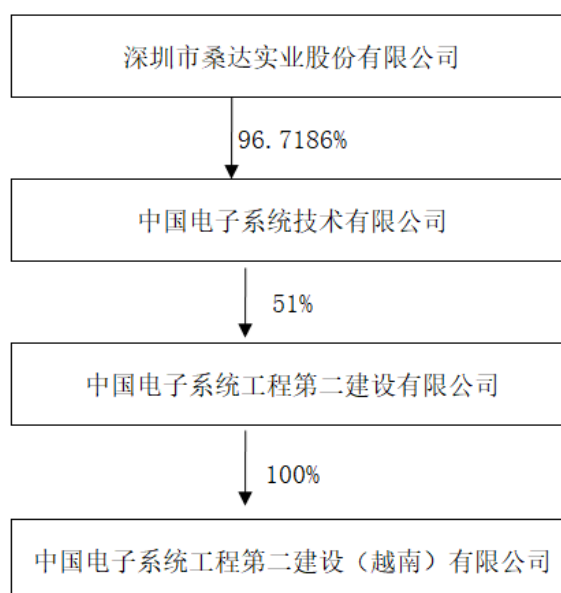 深圳市桑达实业股份有限公司
96.7186%
中国电子系统技术有限公司
51%
中国电子系统工程第二建设有限公司
100%
中国电子系统工程第二建设（越南）有限公司